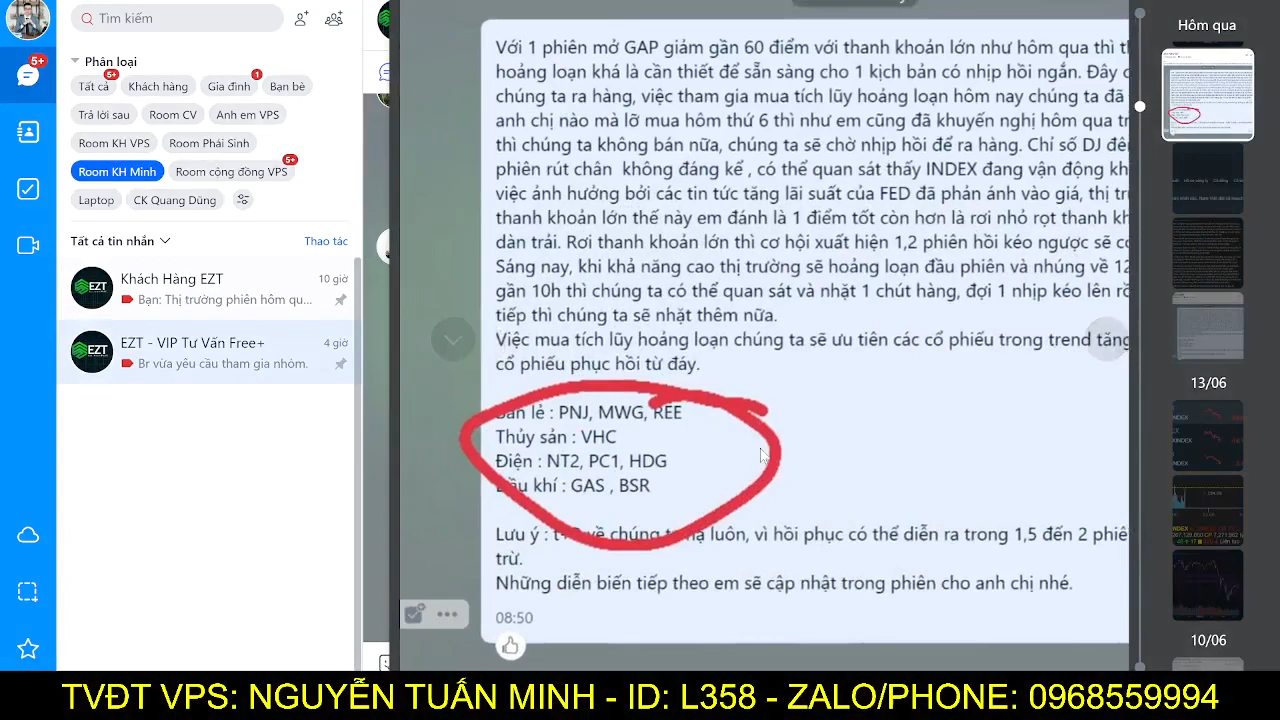 Tìm kiếm
5+
Phân loại
Tất cả
5+
Khách hàng
Gia đình
1
Bạn bè
Trả lời sau
Room CV
Anh em VPS
Room KH VPS
Room Phái Sinh
Room KH Mình
Room cộng đồng VPS
5+
Laptop
CK Quang Dũng
Tất cả tin nhắn
Thao tác
Khách Hàng EZT
10 giờ
Bạn: Thị trường phiên hôm qu...
EZT - VIP Tư Vấn Free+
4 giờ
Br vừa yêu cầu tham gia nhóm.
EZT
EZT
Với 1 phiên mở GAP giảm gần 60 điểm với thanh khoản lớn như hôm qua thì
hoảng loạn khá là cần thiết để sẵn sàng cho 1 kịch bản có nhịp hồi ngắn. Đây
chúng ta có hàng, việc tham gia mua tích lũy hoảng loạn hôm nay chúng ta đã
anh chị nào mà lỡ mua hôm thứ 6 thì như em cũng đã khuyến nghị hôm qua
thì chúng ta không bán nữa, chúng ta sẽ chờ nhịp hồi để ra hàng. Chỉ số DJ
phiên rút chân không đáng kể , có thể quan sát thấy INDEX đang vận động
việc ảnh hưởng bởi các tin tức tăng lãi suất của FED đã phản ánh vào giá, thị
thanh khoản lớn thế này em đánh là 1 điểm tốt còn hơn là rơi nhỏ rọt thanh
dàn trải. Rơi thanh khoản lớn thì cơ hội xuất hiện 1,2 phiên hồi kéo ngược sẽ
Sáng nay, khi khả năng cao thị trường sẽ hoảng loạn đầu phiên và nhúng về
giờ 10h thì chúng ta có thể quan sát và nhặt 1 chút hàng, đợi 1 nhịp kéo lên
tiếp thì chúng ta sẽ nhặt thêm nữa.
Việc mua tích lũy hoảng loạn chúng ta sẽ ưu tiên các cổ phiếu trong trend tăng
cổ phiếu phục hồi từ đáy.
Bán lẻ : PNJ, MWG, REE
Thủy sản : VHC
Điện : NT2, PC1, HDG
Dầu khí : GAS , BSR
Lưu ý : về chúng ta hạ luôn, vì hồi phục có thể diễn ra trong 1,5 đến 2
trừ.
Những diễn biến tiếp theo em sẽ cập nhật trong phiên cho anh chị nhé.
08:50
Hôm qua
13/06
10/06
TVĐT VPS: NGUYỄN TUẤN MINH - ID: L358 - ZALO/PHONE: 0968559994